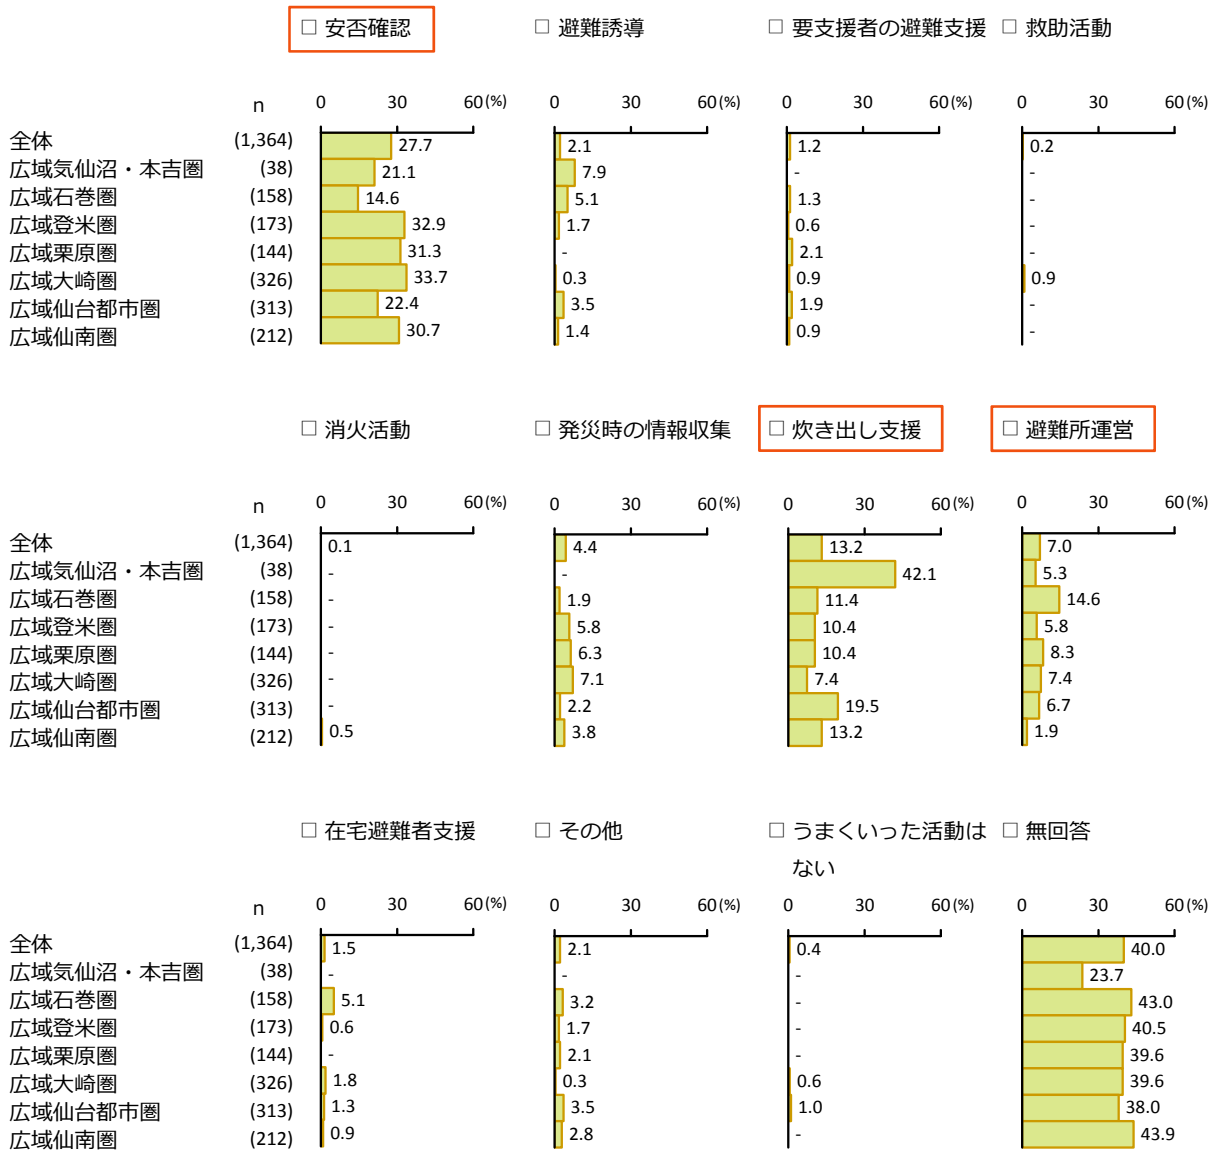 □ 安否確認 □ 避難誘導 □ 要支援者の避難支援 □ 救助活動
n 0 30 60(%) 0 30 60(%) 0 30 60(%) 0 30 60(%)
全体 (1,364) 27.7 2.1 1.2 0.2
広域気仙沼・本吉圏 (38) 21.1 7.9 - -
広域石巻圏 (158) 14.6 5.1 1.3 -
広域登米圏 (173) 32.9 1.7 0.6 -
広域栗原圏 (144) 31.3 - 2.1 -
広域大崎圏 (326) 33.7 0.3 0.9 0.9
広域仙台都市圏 (313) 22.4 3.5 1.9 -
広域仙南圏 (212) 30.7 1.4 0.9 -
□ 消火活動 □ 発災時の情報収集 □ 炊き出し支援 □ 避難所運営
n 0 30 60(%) 0 30 60(%) 0 30 60(%) 0 30 60(%)
全体 (1,364) 0.1 4.4 13.2 7.0
広域気仙沼・本吉圏 (38) - - 42.1 5.3
広域石巻圏 (158) - 1.9 11.4 14.6
広域登米圏 (173) - 5.8 10.4 5.8
広域栗原圏 (144) - 6.3 10.4 8.3
広域大崎圏 (326) - 7.1 7.4 7.4
広域仙台都市圏 (313) - 2.2 19.5 6.7
広域仙南圏 (212) 0.5 3.8 13.2 1.9
□ 在宅避難者支援 □ その他 □ うまくいった活動は □ 無回答
ない
n 0 30 60(%) 0 30 60(%) 0 30 60(%) 0 30 60(%)
全体 (1,364) 1.5 2.1 0.4 40.0
広域気仙沼・本吉圏 (38) - - - 23.7
広域石巻圏 (158) 5.1 3.2 - 43.0
広域登米圏 (173) 0.6 1.7 - 40.5
広域栗原圏 (144) - 2.1 - 39.6
広域大崎圏 (326) 1.8 0.3 0.6 39.6
広域仙台都市圏 (313) 1.3 3.5 1.0 38.0
広域仙南圏 (212) 0.9 2.8 - 43.9